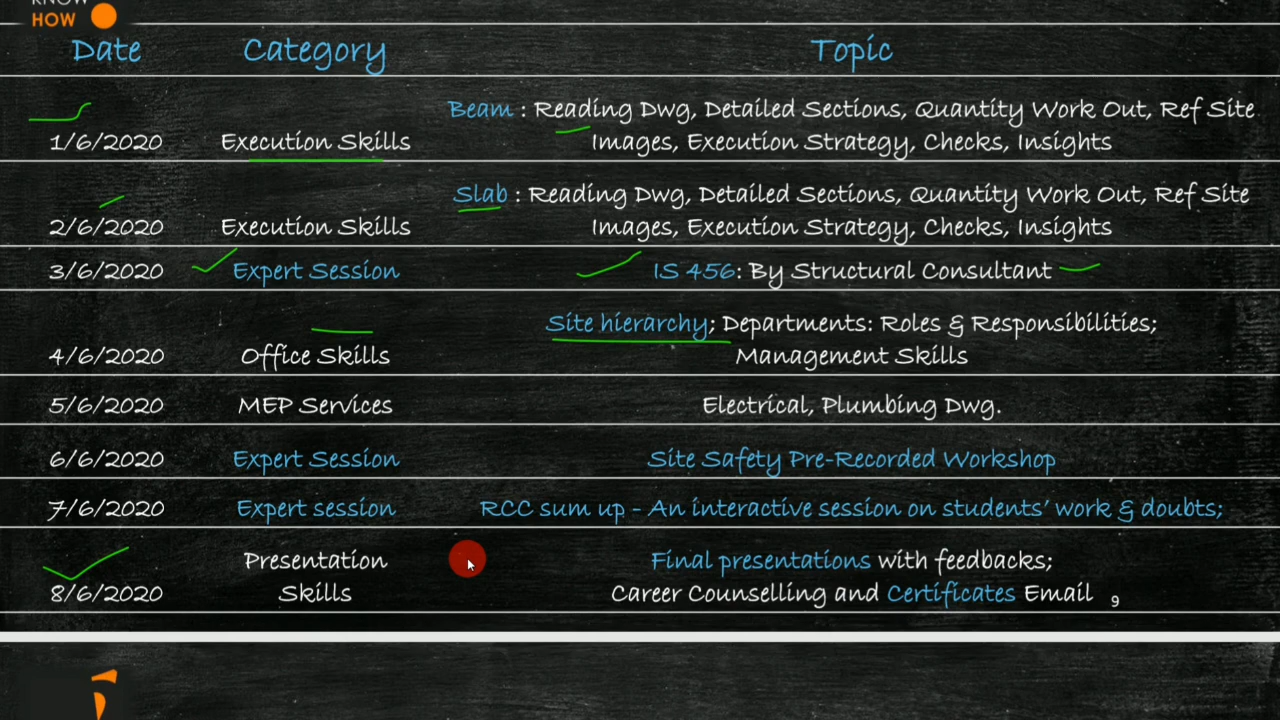 KNOW
HOW
Date Category Topic
Beam : Reading Dwg, Detailed Sections, Quantity Work Out, Ref Site
1/6/2020 Execution Skills Images, Execution Strategy, Checks, Insights
Slab : Reading Dwg, Detailed Sections, Quantity Work Out, Ref Site
2/6/2020 Execution Skills Images, Execution Strategy, Checks, Insights
3/6/2020 Expert Session IS 456: By Structural Consultant
Site hierarchy; Departments: Roles & Responsibilities;
4/6/2020 Office Skills Management Skills
5/6/2020 MEP Services Electrical, Plumbing Dwg.
6/6/2020 Expert Session Site Safety Pre-Recorded Workshop
7/6/2020 Expert session RCC sum up - An interactive session on students' work & doubts;
Presentation Final presentations with feedbacks;
8/6/2020 Skills Career Counselling and Certificates Email 9